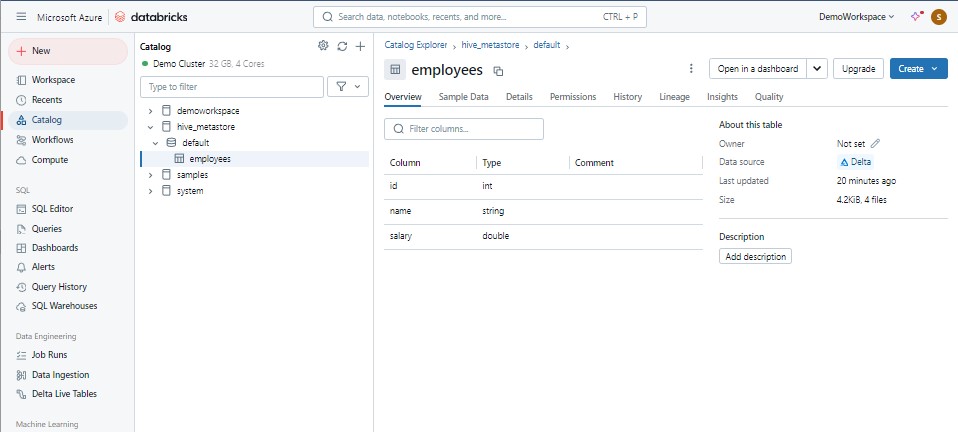 Microsoft Azure databricks
Search data, notebooks, recents, and more... CTRL + P
DemoWorkspace
S
New
Workspace
Recents
Catalog
Workflows
Compute
SQL
SQL Editor
Queries
Dashboards
Alerts
Query History
SQL Warehouses
Data Engineering
Job Runs
Data Ingestion
Delta Live Tables
Machine Learning
Catalog
Demo Cluster 32 GB, 4 Cores
Type to filter
demoworkspace
hive_metastore
default
employees
samples
system
Catalog Explorer > hive_metastore > default >
employees
Open in a dashboard
Upgrade
Create
Overview Sample Data Details Permissions History Lineage Insights Quality
Filter columns...
Column Type Comment
id int
name string
salary double
About this table
Owner Not set
Data source Delta
Last updated 20 minutes ago
Size 4.2KiB, 4 files
Description
Add description